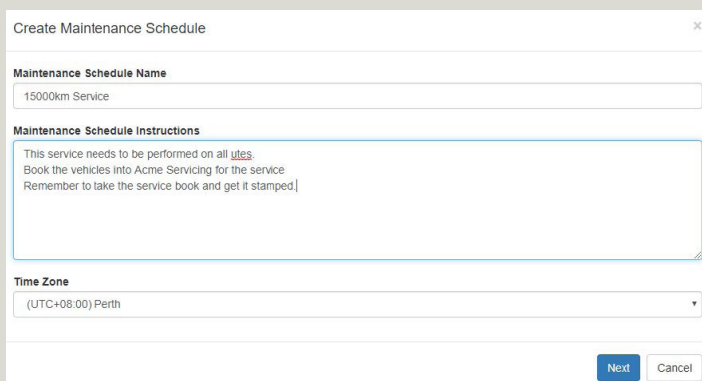 Create Maintenance Schedule
×
Maintenance Schedule Name
15000km Service
Maintenance Schedule Instructions
This service needs to be performed on all utes.
Book the vehicles into Acme Servicing for the service
Remember to take the service book and get it stamped.
Time Zone
(UTC+08:00) Perth
Next Cancel